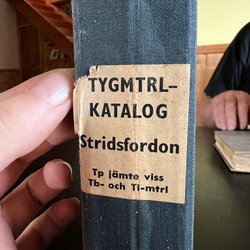 TYGMTRL-
KATALOG
Stridsfordon
Tp jämte viss
Tb- och Ti-mtrl